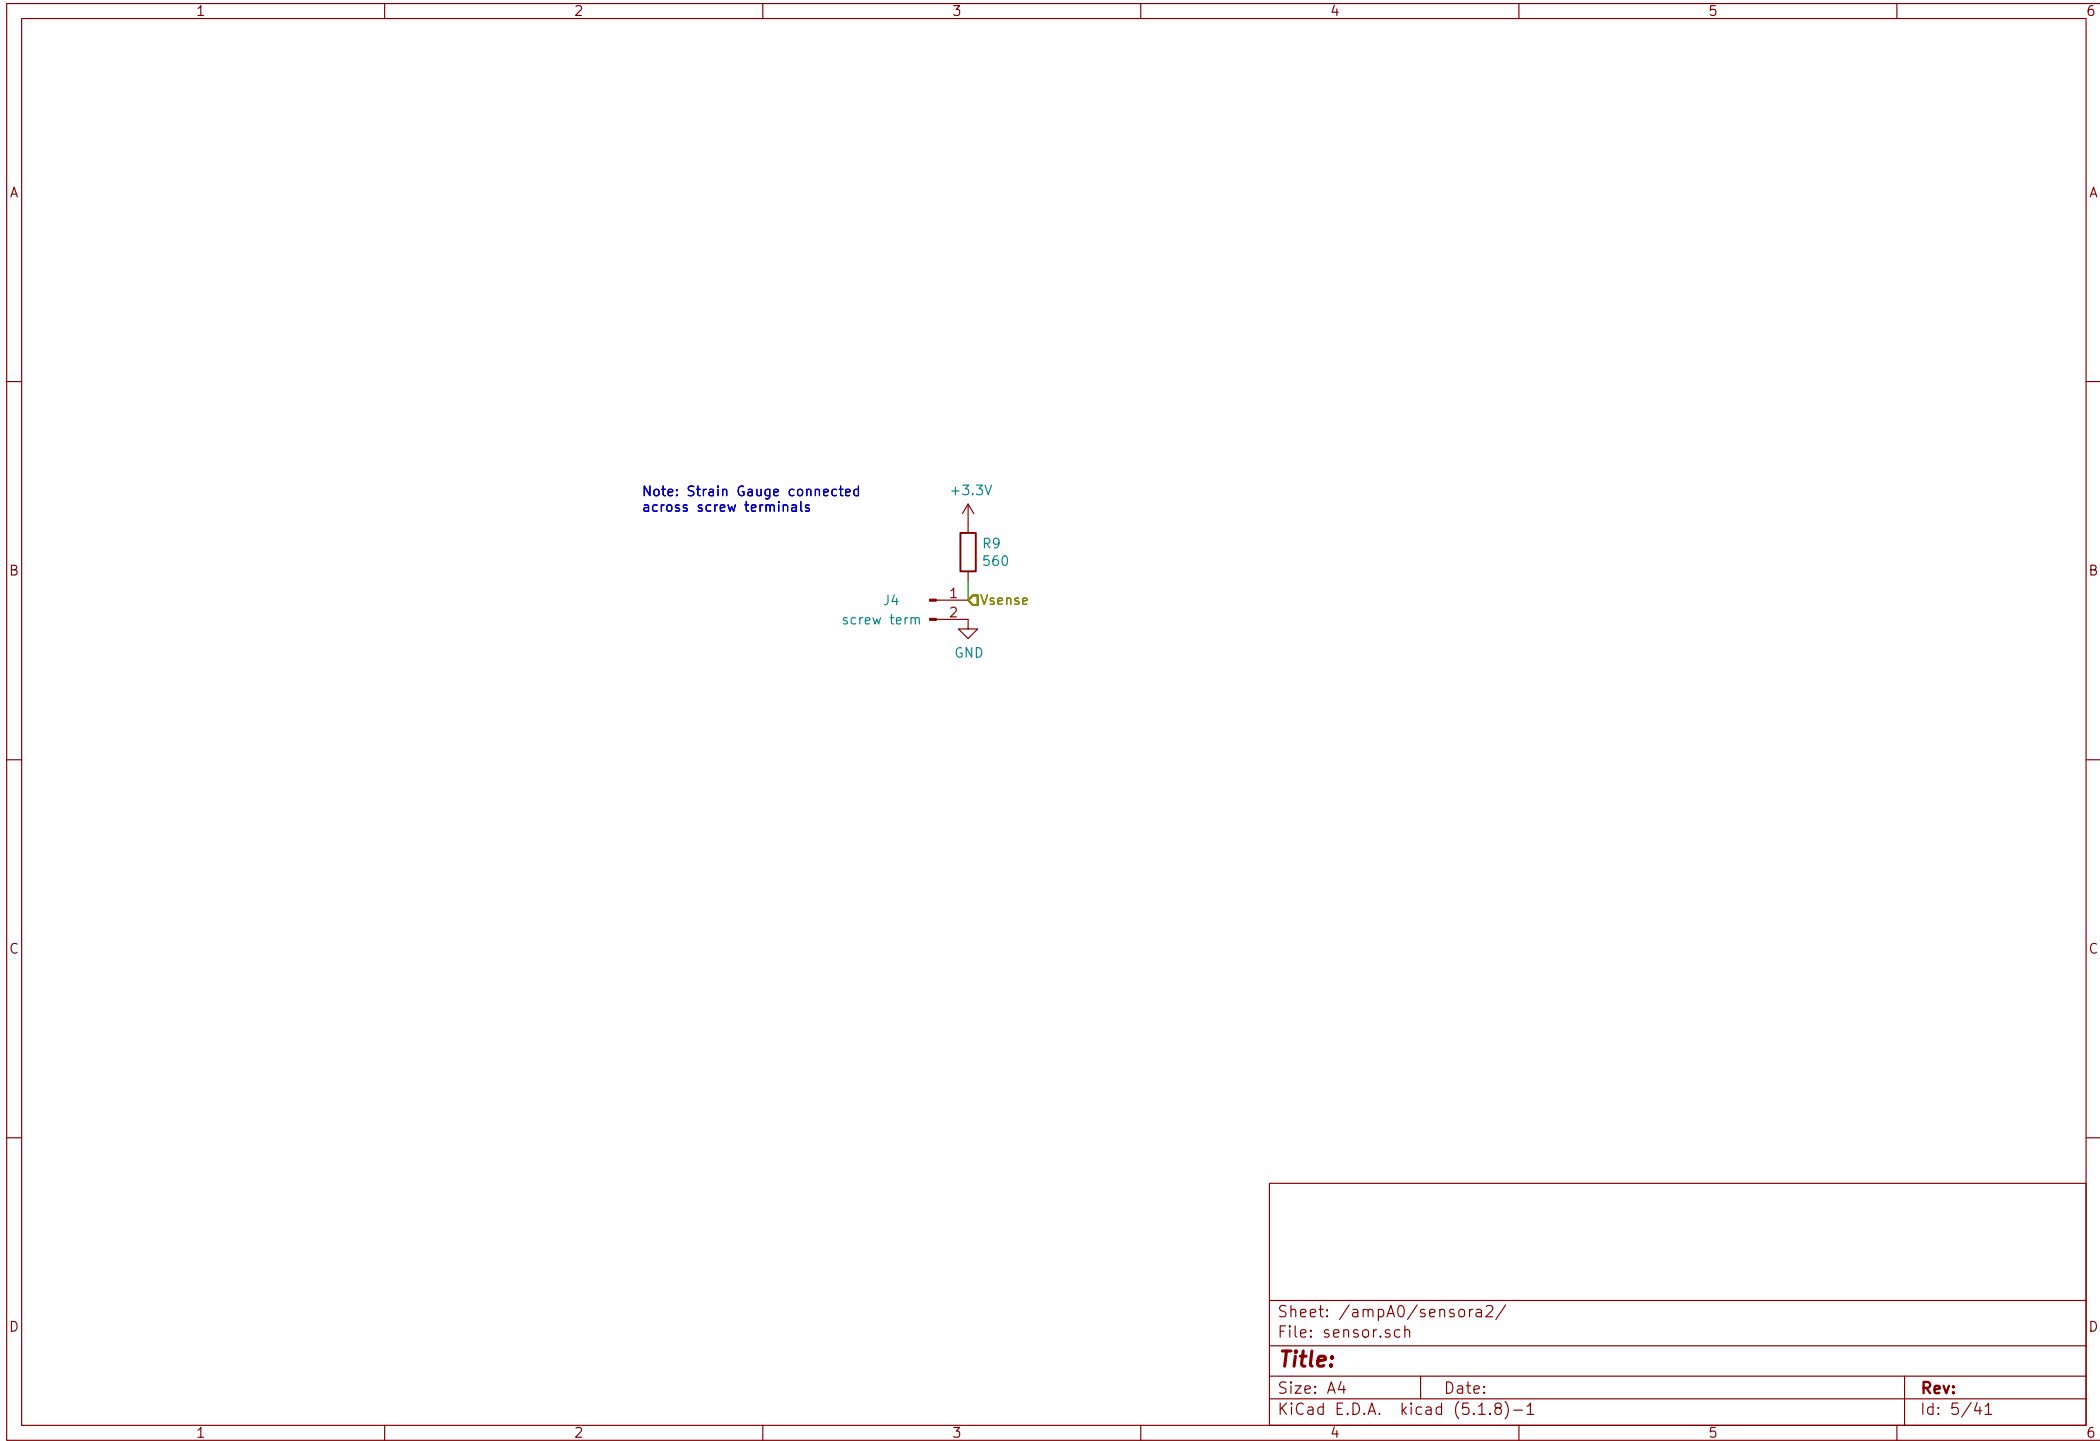 1 2 3 4 5 6
A A
Note: Strain Gauge connected
across screw terminals
+3.3V
R9
560
B B
J4 1 Vsense
screw term 2
GND
C C
Sheet: /ampA0/sensora2/
File: sensor.sch
D D
Title:
Size: A4 Date: Rev:
KiCad E.D.A. kicad (5.1.8)-1 Id: 5/41
1 2 3 4 5 6